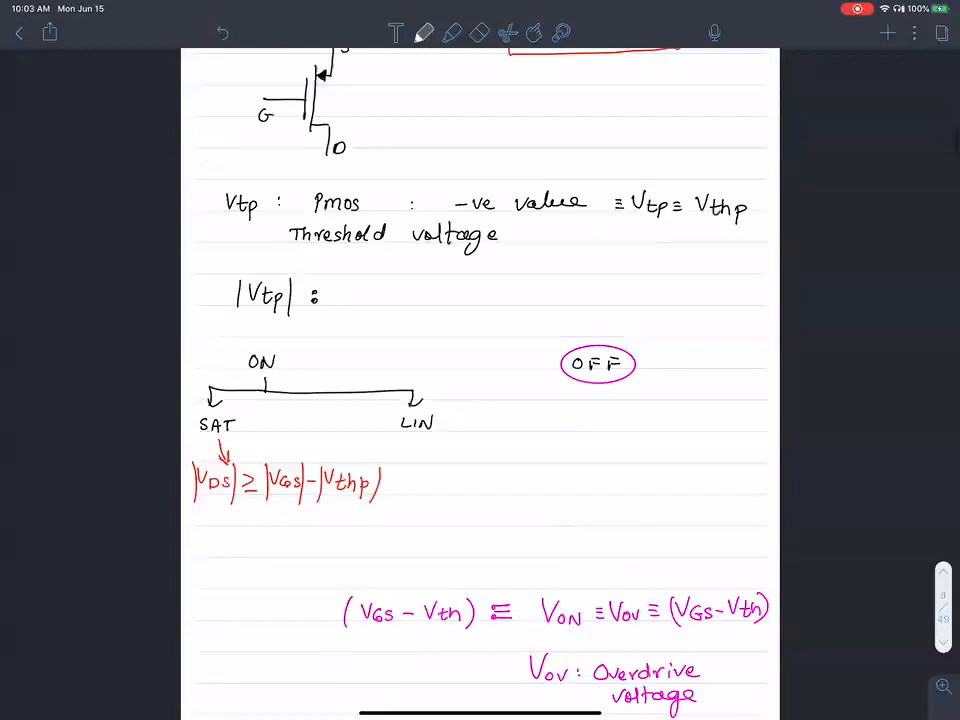 10:03 AM Mon Jun 15
100%
G
D
Vtp : Pmos : -ve value ≡ Vtp ≡ Vthp
Threshold voltage
|Vtp| :
ON
OFF
SAT
LIN
|VDS| ≥ |VGS| - |Vthp|
49
(VGS - Vth) ≡ VON ≡ VOV ≡ (VGS - Vth)
VOV : Overdrive
voltage